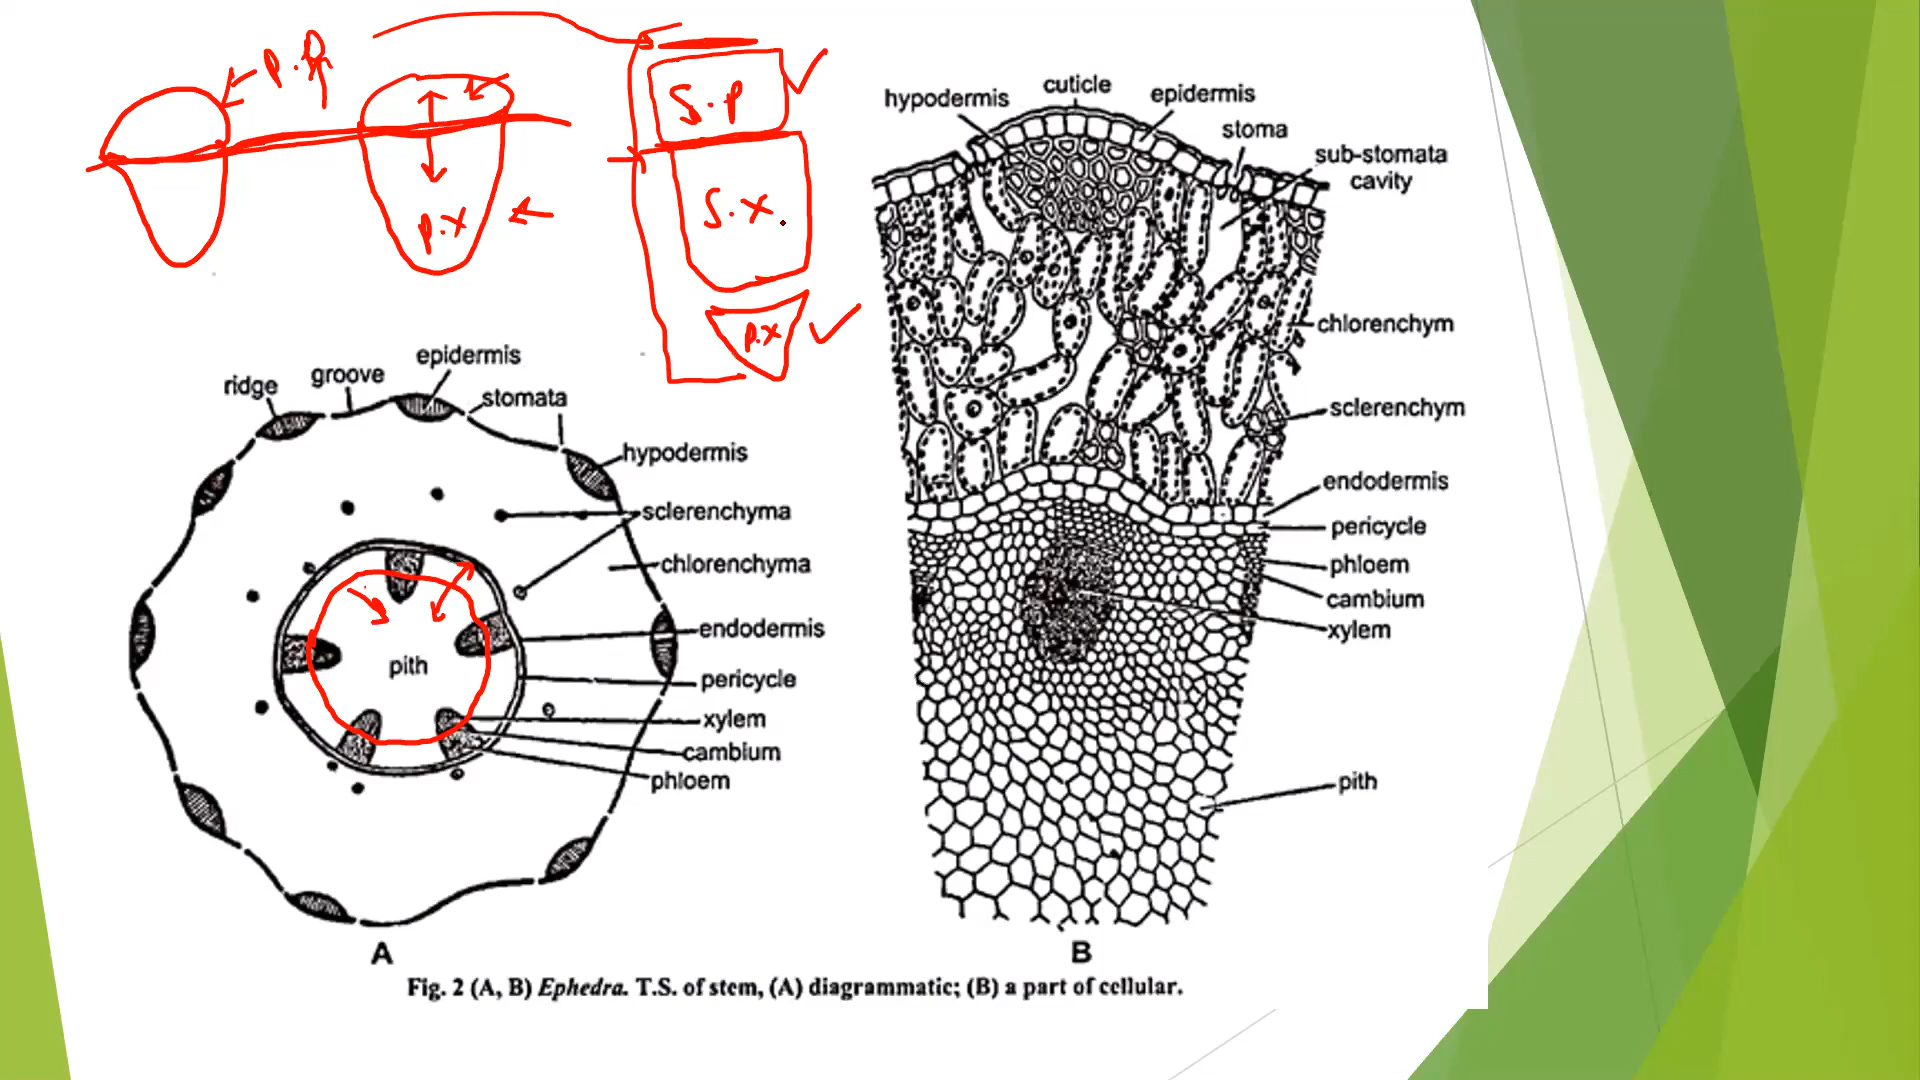 P.Ph
P.X
S.P
S.X
P.X
hypodermis
cuticle
epidermis
stoma
sub-stomata
cavity
chlorenchym
sclerenchym
endodermis
pericycle
phloem
cambium
xylem
pith
B
ridge
groove
epidermis
stomata
hypodermis
sclerenchyma
chlorenchyma
endodermis
pith
pericycle
xylem
cambium
phloem
A
Fig. 2 (A, B) Ephedra. T.S. of stem, (A) diagrammatic; (B) a part of cellular.